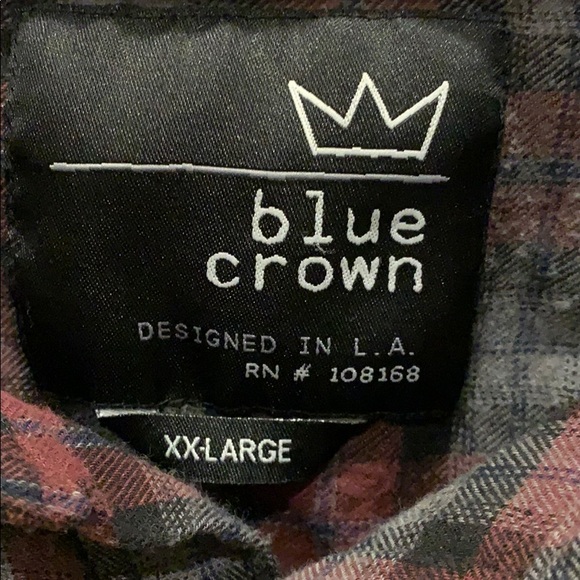 blue
crown
DESIGNED IN L.A.
RN # 108168
XX-LARGE